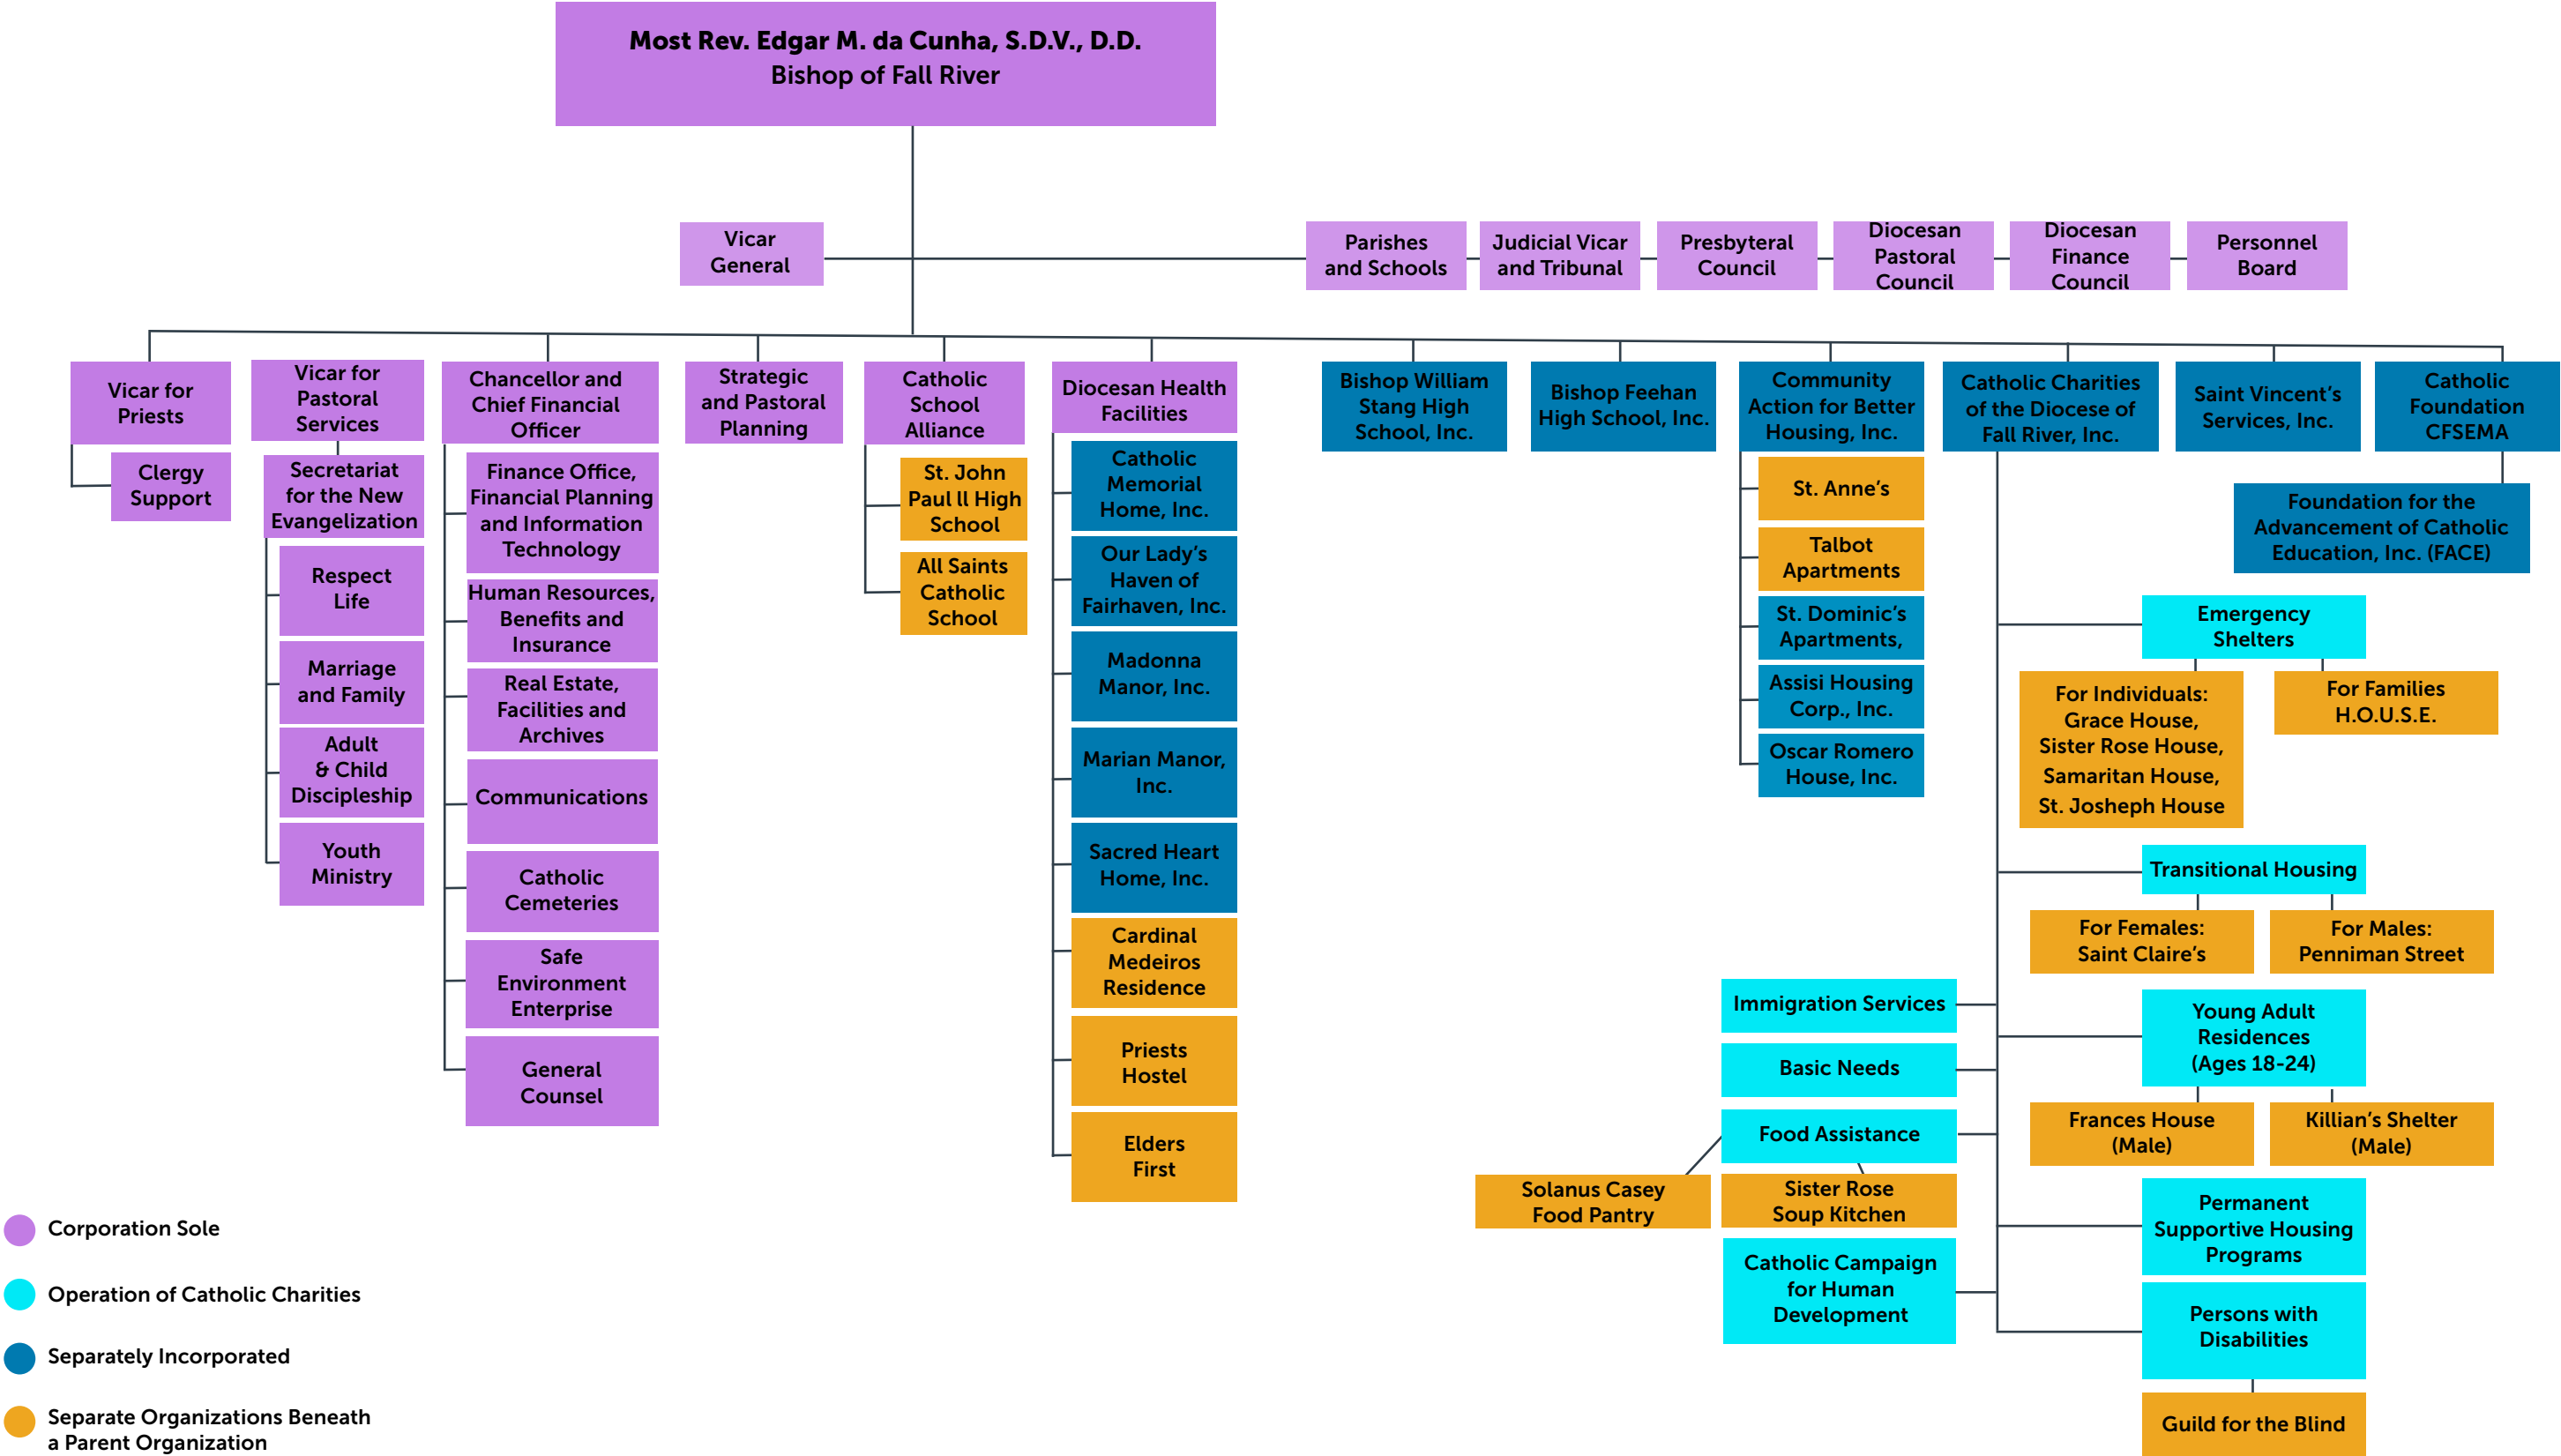 Most Rev. Edgar M. da Cunha, S.D.V., D.D.
Bishop of Fall River
Vicar
General
Parishes
and Schools
Judicial Vicar
and Tribunal
Presbyteral
Council
Diocesan
Pastoral
Council
Diocesan
Finance
Council
Personnel
Board
Vicar for
Priests
Clergy
Support
Vicar for
Pastoral
Services
Secretariat
for the New
Evangelization
Respect
Life
Marriage
and Family
Adult
& Child
Discipleship
Youth
Ministry
Chancellor and
Chief Financial
Officer
Finance Office,
Financial Planning
and Information
Technology
Human Resources,
Benefits and
Insurance
Real Estate,
Facilities and
Archives
Communications
Catholic
Cemeteries
Safe
Environment
Enterprise
General
Counsel
Strategic
and Pastoral
Planning
Catholic
School
Alliance
St. John
Paul ll High
School
All Saints
Catholic
School
Diocesan Health
Facilities
Catholic
Memorial
Home, Inc.
Our Lady’s
Haven of
Fairhaven, Inc.
Madonna
Manor, Inc.
Marian Manor,
Inc.
Sacred Heart
Home, Inc.
Cardinal
Medeiros
Residence
Priests
Hostel
Elders
First
Bishop William
Stang High
School, Inc.
Bishop Feehan
High School, Inc.
Community
Action for Better
Housing, Inc.
St. Anne’s
Talbot
Apartments
St. Dominic’s
Apartments,
Assisi Housing
Corp., Inc.
Oscar Romero
House, Inc.
Catholic Charities
of the Diocese of
Fall River, Inc.
Saint Vincent’s
Services, Inc.
Catholic
Foundation
CFSEMA
Foundation for the
Advancement of Catholic
Education, Inc. (FACE)
Emergency
Shelters
For Individuals:
Grace House,
Sister Rose House,
Samaritan House,
St. Josheph House
For Families
H.O.U.S.E.
Transitional Housing
For Females:
Saint Claire’s
For Males:
Penniman Street
Immigration Services
Basic Needs
Food Assistance
Solanus Casey
Food Pantry
Sister Rose
Soup Kitchen
Catholic Campaign
for Human
Development
Young Adult
Residences
(Ages 18-24)
Frances House
(Male)
Killian’s Shelter
(Male)
Permanent
Supportive Housing
Programs
Persons with
Disabilities
Guild for the Blind
Corporation Sole
Operation of Catholic Charities
Separately Incorporated
Separate Organizations Beneath
a Parent Organization